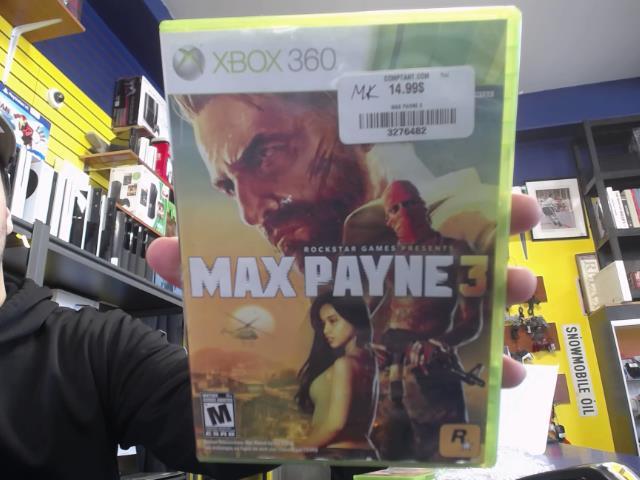 XBOX 360
COMPTANT.COM
MK 14.99$
MAX PAYNE 3
3276482
ROCKSTAR GAMES PRESENTS
MAX PAYNE 3
M
ESRB
R
SNOWMOBILE OIL